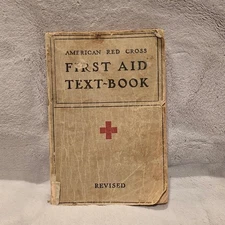 AMERICAN RED CROSS
FIRST AID
TEXT-BOOK
REVISED